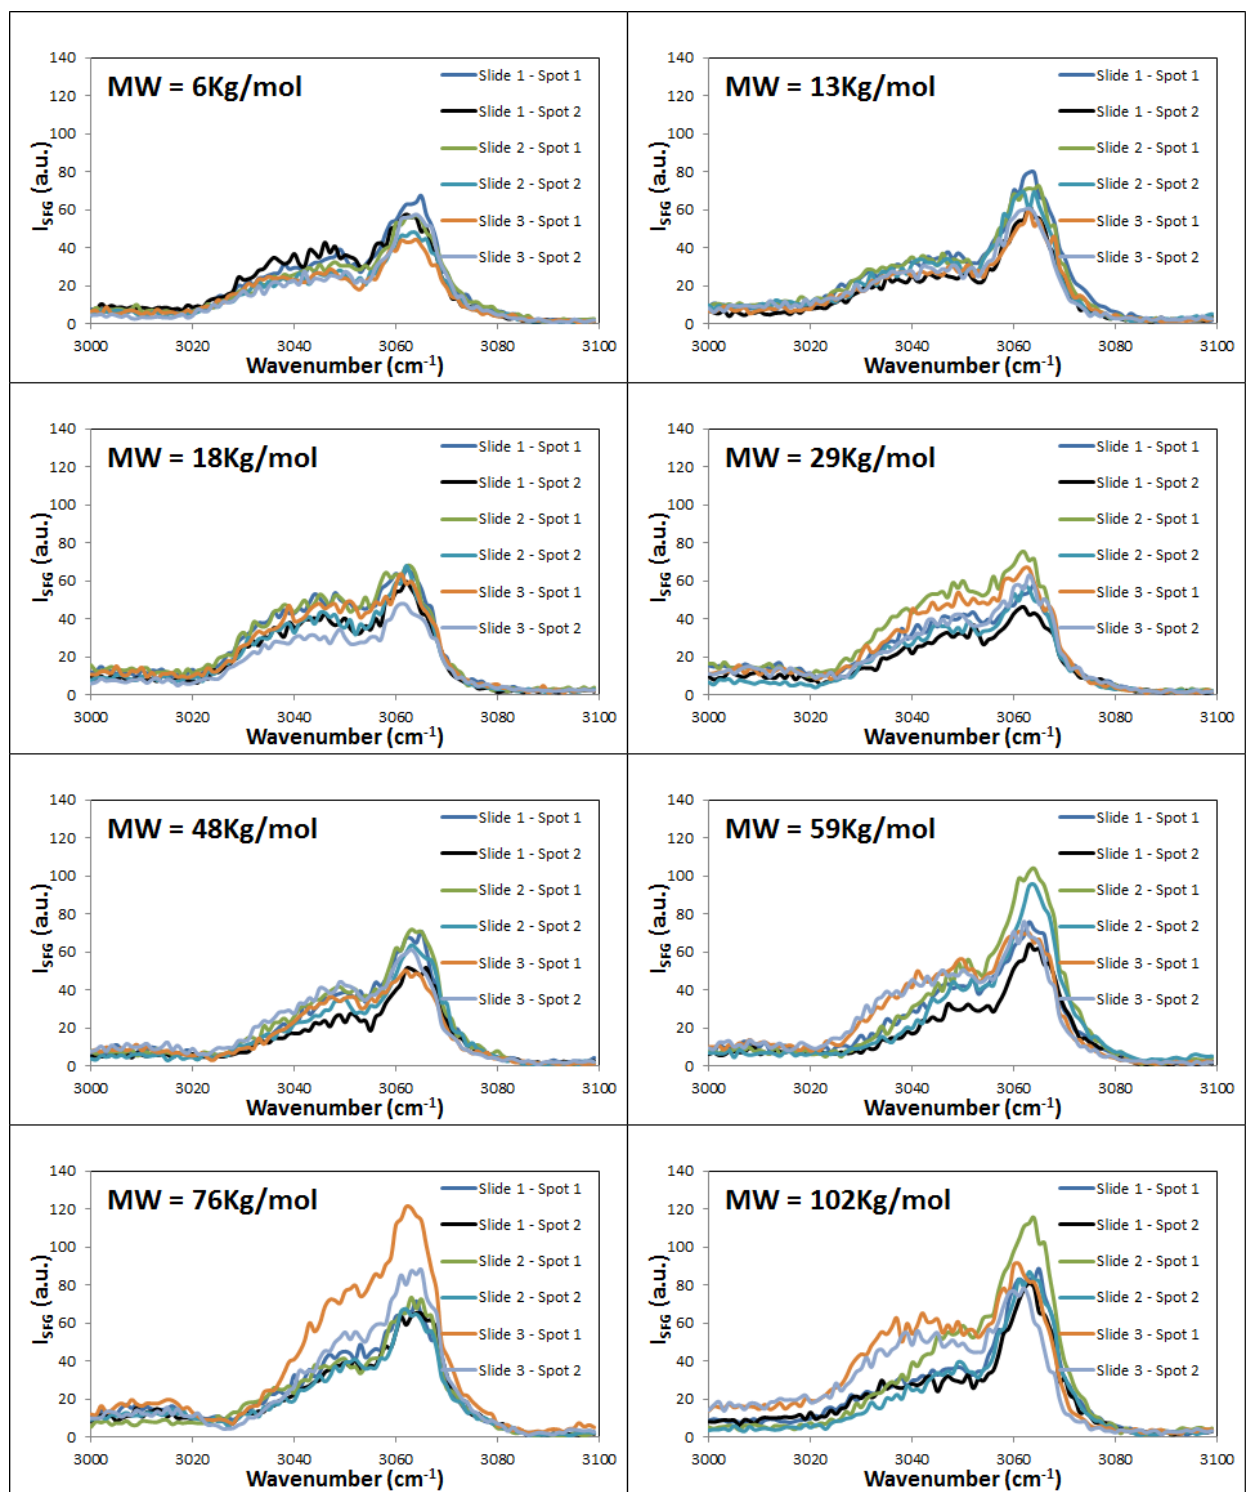 MW = 6Kg/mol
Slide 1 - Spot 1
Slide 1 - Spot 2
Slide 2 - Spot 1
Slide 2 - Spot 2
Slide 3 - Spot 1
Slide 3 - Spot 2
I_SFG (a.u.)
140
120
100
80
60
40
20
0
3000 3020 3040 3060 3080 3100
Wavenumber (cm⁻¹)
MW = 13Kg/mol
Slide 1 - Spot 1
Slide 1 - Spot 2
Slide 2 - Spot 1
Slide 2 - Spot 2
Slide 3 - Spot 1
Slide 3 - Spot 2
I_SFG (a.u.)
140
120
100
80
60
40
20
0
3000 3020 3040 3060 3080 3100
Wavenumber (cm⁻¹)
MW = 18Kg/mol
Slide 1 - Spot 1
Slide 1 - Spot 2
Slide 2 - Spot 1
Slide 2 - Spot 2
Slide 3 - Spot 1
Slide 3 - Spot 2
I_SFG (a.u.)
140
120
100
80
60
40
20
0
3000 3020 3040 3060 3080 3100
Wavenumber (cm⁻¹)
MW = 29Kg/mol
Slide 1 - Spot 1
Slide 1 - Spot 2
Slide 2 - Spot 1
Slide 2 - Spot 2
Slide 3 - Spot 1
Slide 3 - Spot 2
I_SFG (a.u.)
140
120
100
80
60
40
20
0
3000 3020 3040 3060 3080 3100
Wavenumber (cm⁻¹)
MW = 48Kg/mol
Slide 1 - Spot 1
Slide 1 - Spot 2
Slide 2 - Spot 1
Slide 2 - Spot 2
Slide 3 - Spot 1
Slide 3 - Spot 2
I_SFG (a.u.)
140
120
100
80
60
40
20
0
3000 3020 3040 3060 3080 3100
Wavenumber (cm⁻¹)
MW = 59Kg/mol
Slide 1 - Spot 1
Slide 1 - Spot 2
Slide 2 - Spot 1
Slide 2 - Spot 2
Slide 3 - Spot 1
Slide 3 - Spot 2
I_SFG (a.u.)
140
120
100
80
60
40
20
0
3000 3020 3040 3060 3080 3100
Wavenumber (cm⁻¹)
MW = 76Kg/mol
Slide 1 - Spot 1
Slide 1 - Spot 2
Slide 2 - Spot 1
Slide 2 - Spot 2
Slide 3 - Spot 1
Slide 3 - Spot 2
I_SFG (a.u.)
140
120
100
80
60
40
20
0
3000 3020 3040 3060 3080 3100
Wavenumber (cm⁻¹)
MW = 102Kg/mol
Slide 1 - Spot 1
Slide 1 - Spot 2
Slide 2 - Spot 1
Slide 2 - Spot 2
Slide 3 - Spot 1
Slide 3 - Spot 2
I_SFG (a.u.)
140
120
100
80
60
40
20
0
3000 3020 3040 3060 3080 3100
Wavenumber (cm⁻¹)